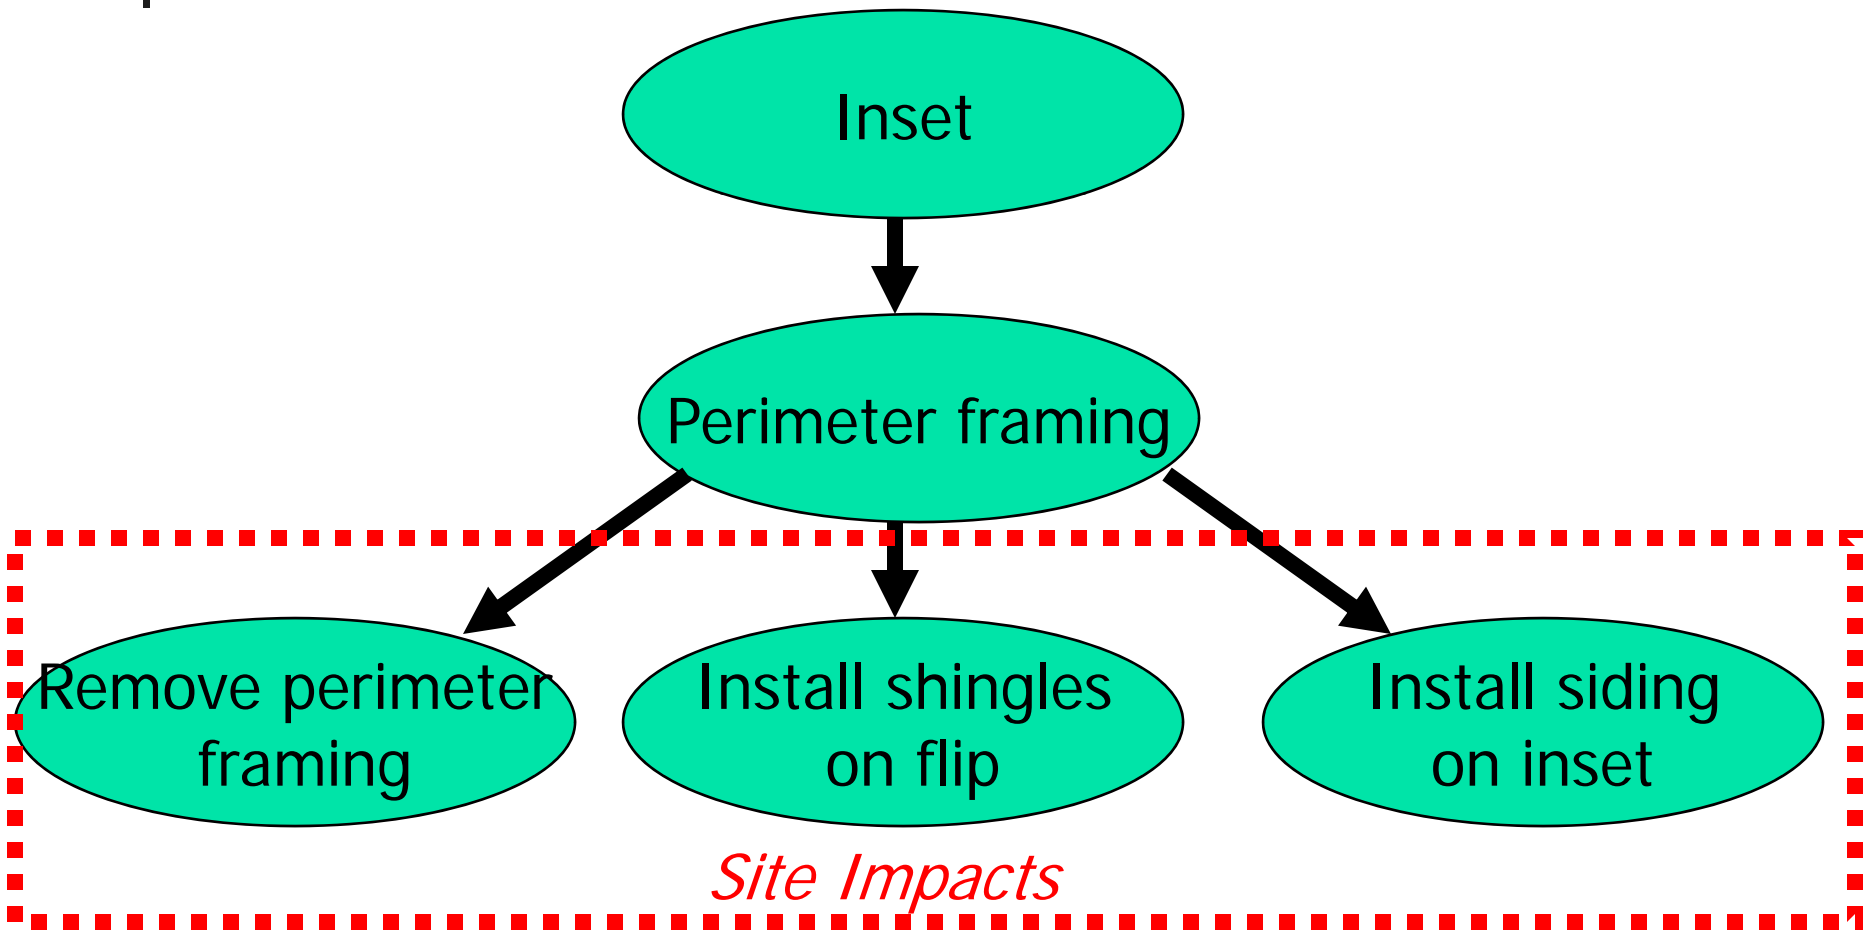 Inset
Perimeter framing
Remove perimeter
framing
Install shingles
on flip
Install siding
on inset
Site Impacts